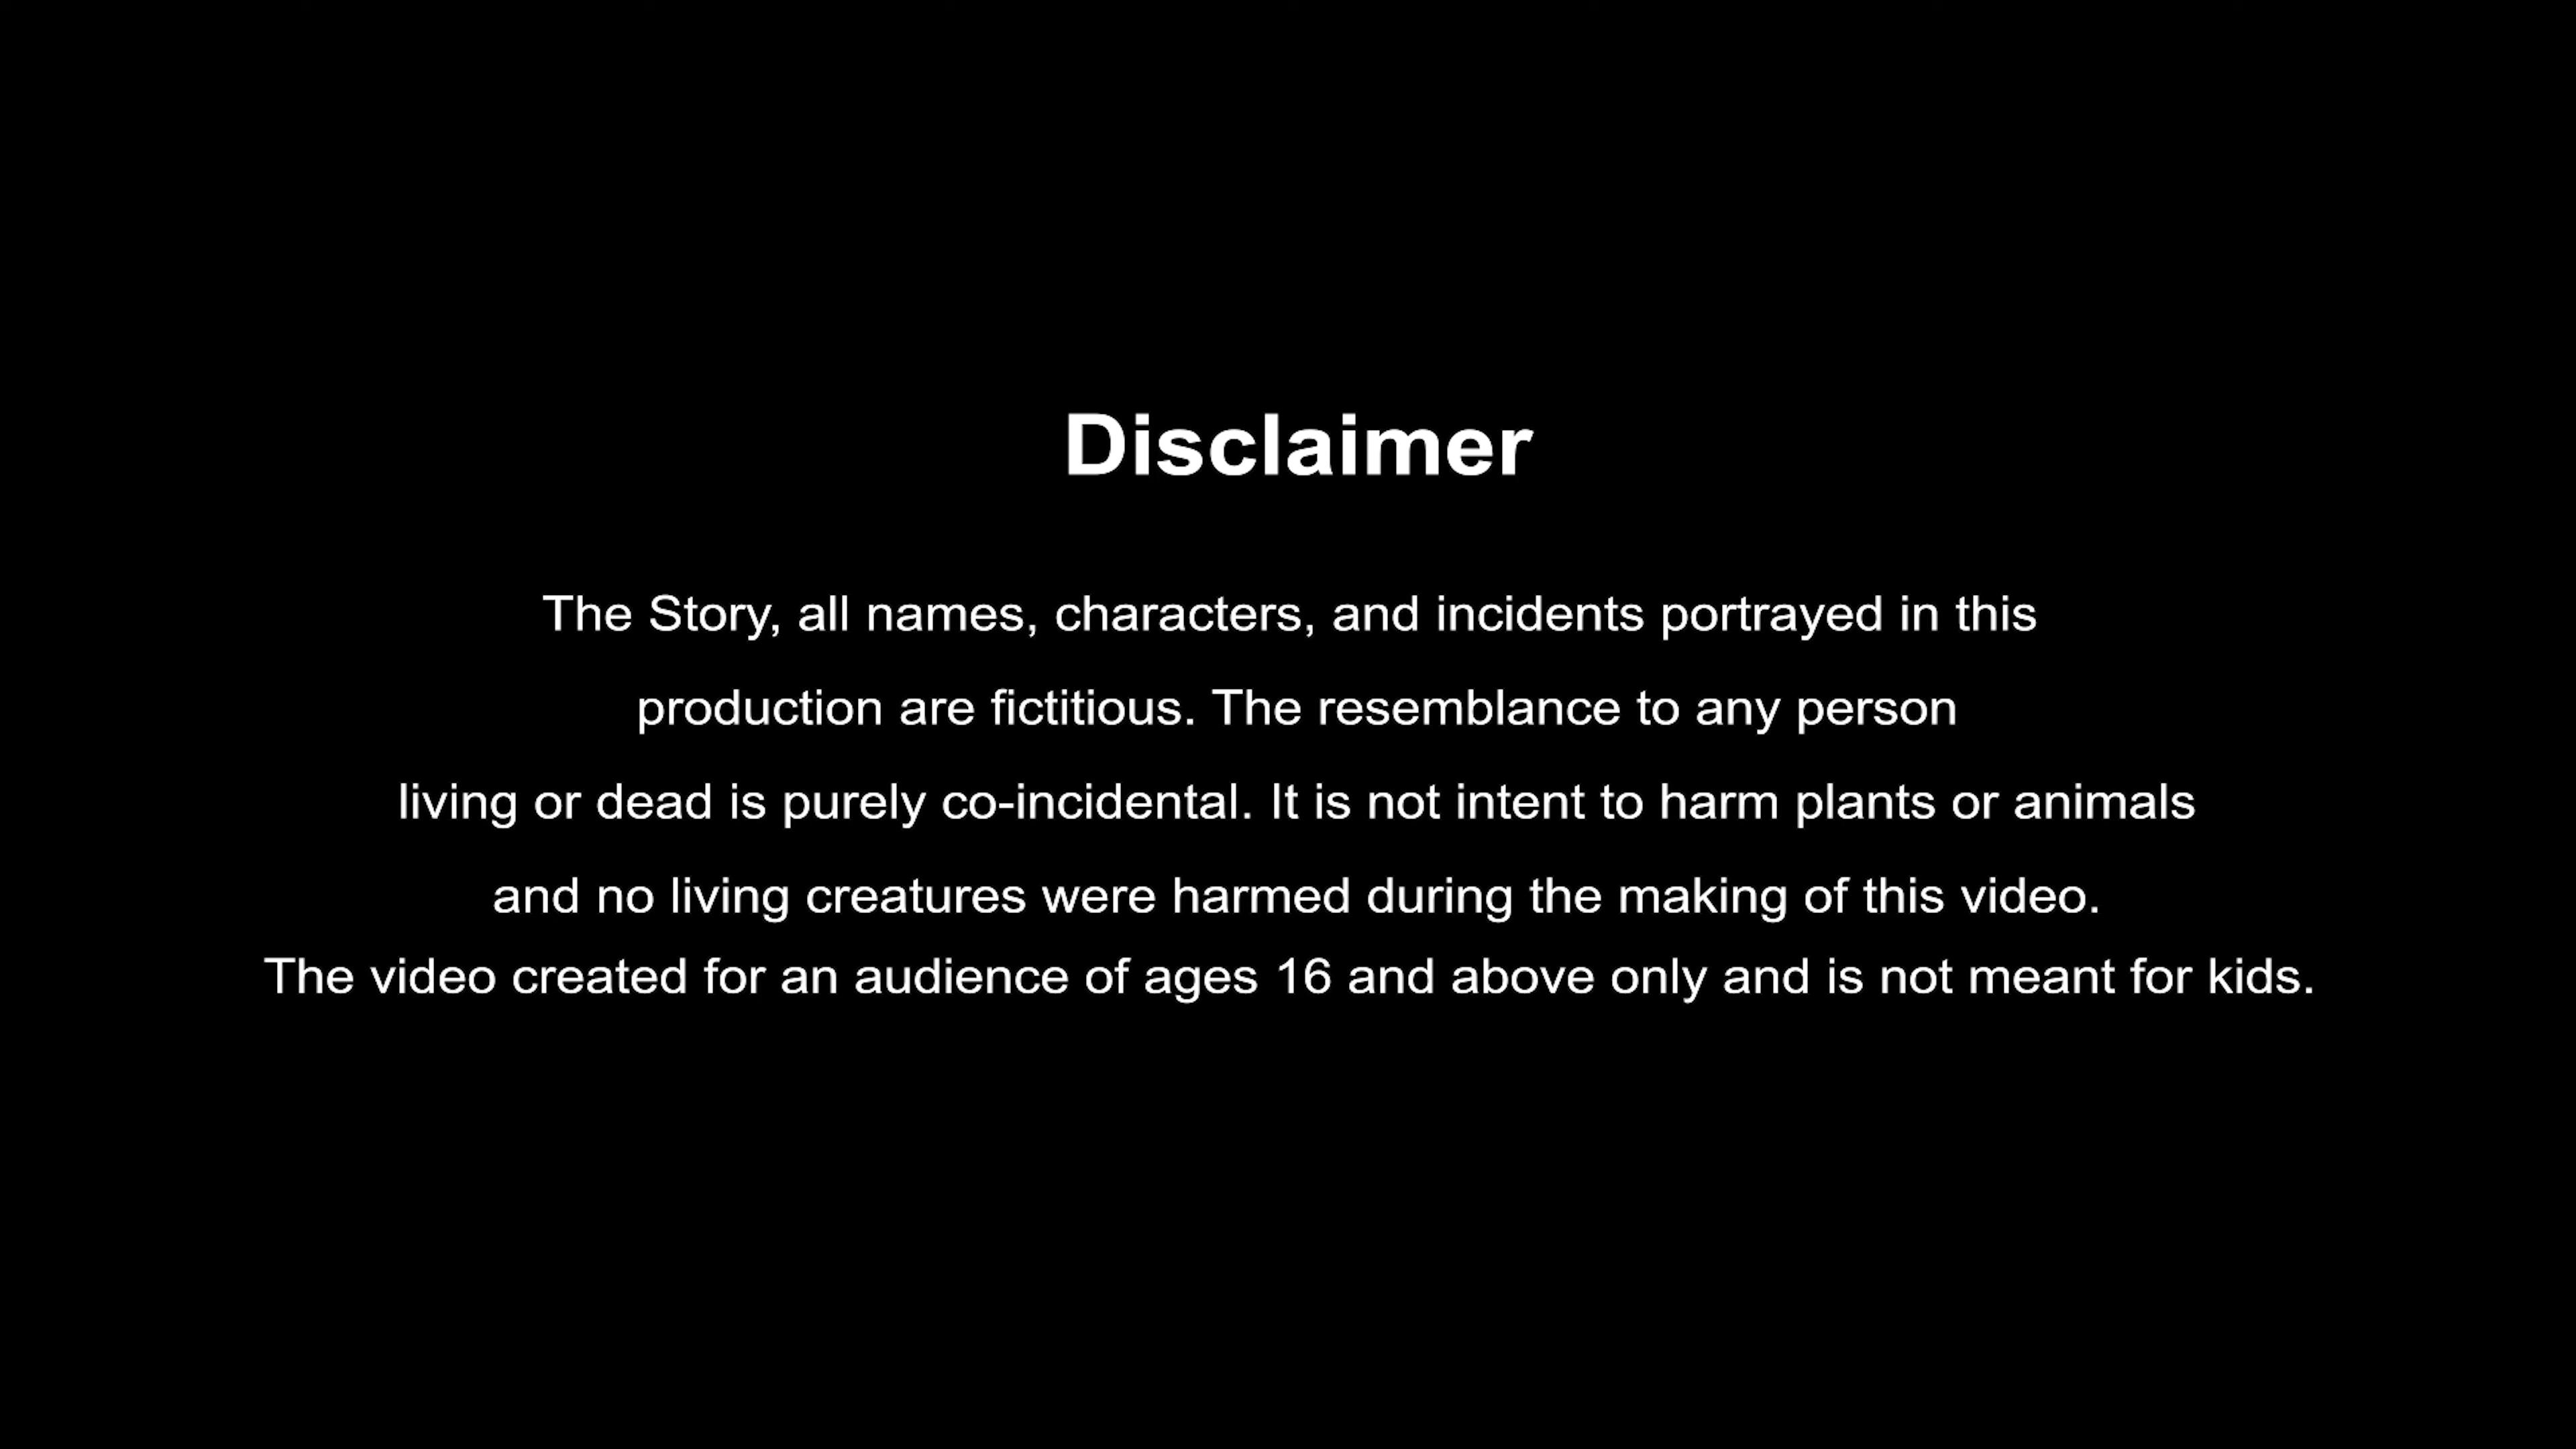 Disclaimer
The Story, all names, characters, and incidents portrayed in this
production are fictitious. The resemblance to any person
living or dead is purely co-incidental. It is not intent to harm plants or animals
and no living creatures were harmed during the making of this video.
The video created for an audience of ages 16 and above only and is not meant for kids.